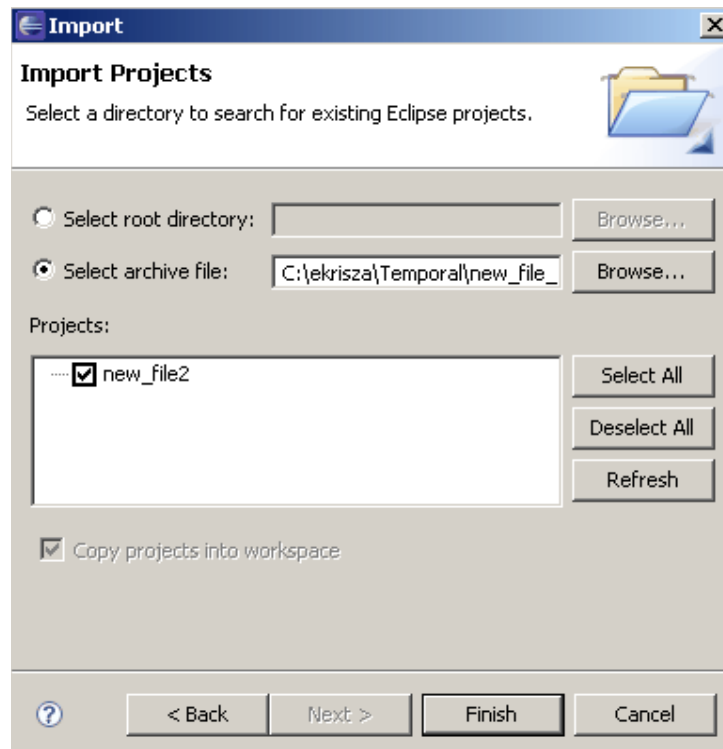 Import
Import Projects
Select a directory to search for existing Eclipse projects.
Select root directory:
Browse...
Select archive file:
C:\ekrisza\Temporal\new_file_
Browse...
Projects:
new_file2
Select All
Deselect All
Refresh
Copy projects into workspace
?
< Back
Next >
Finish
Cancel